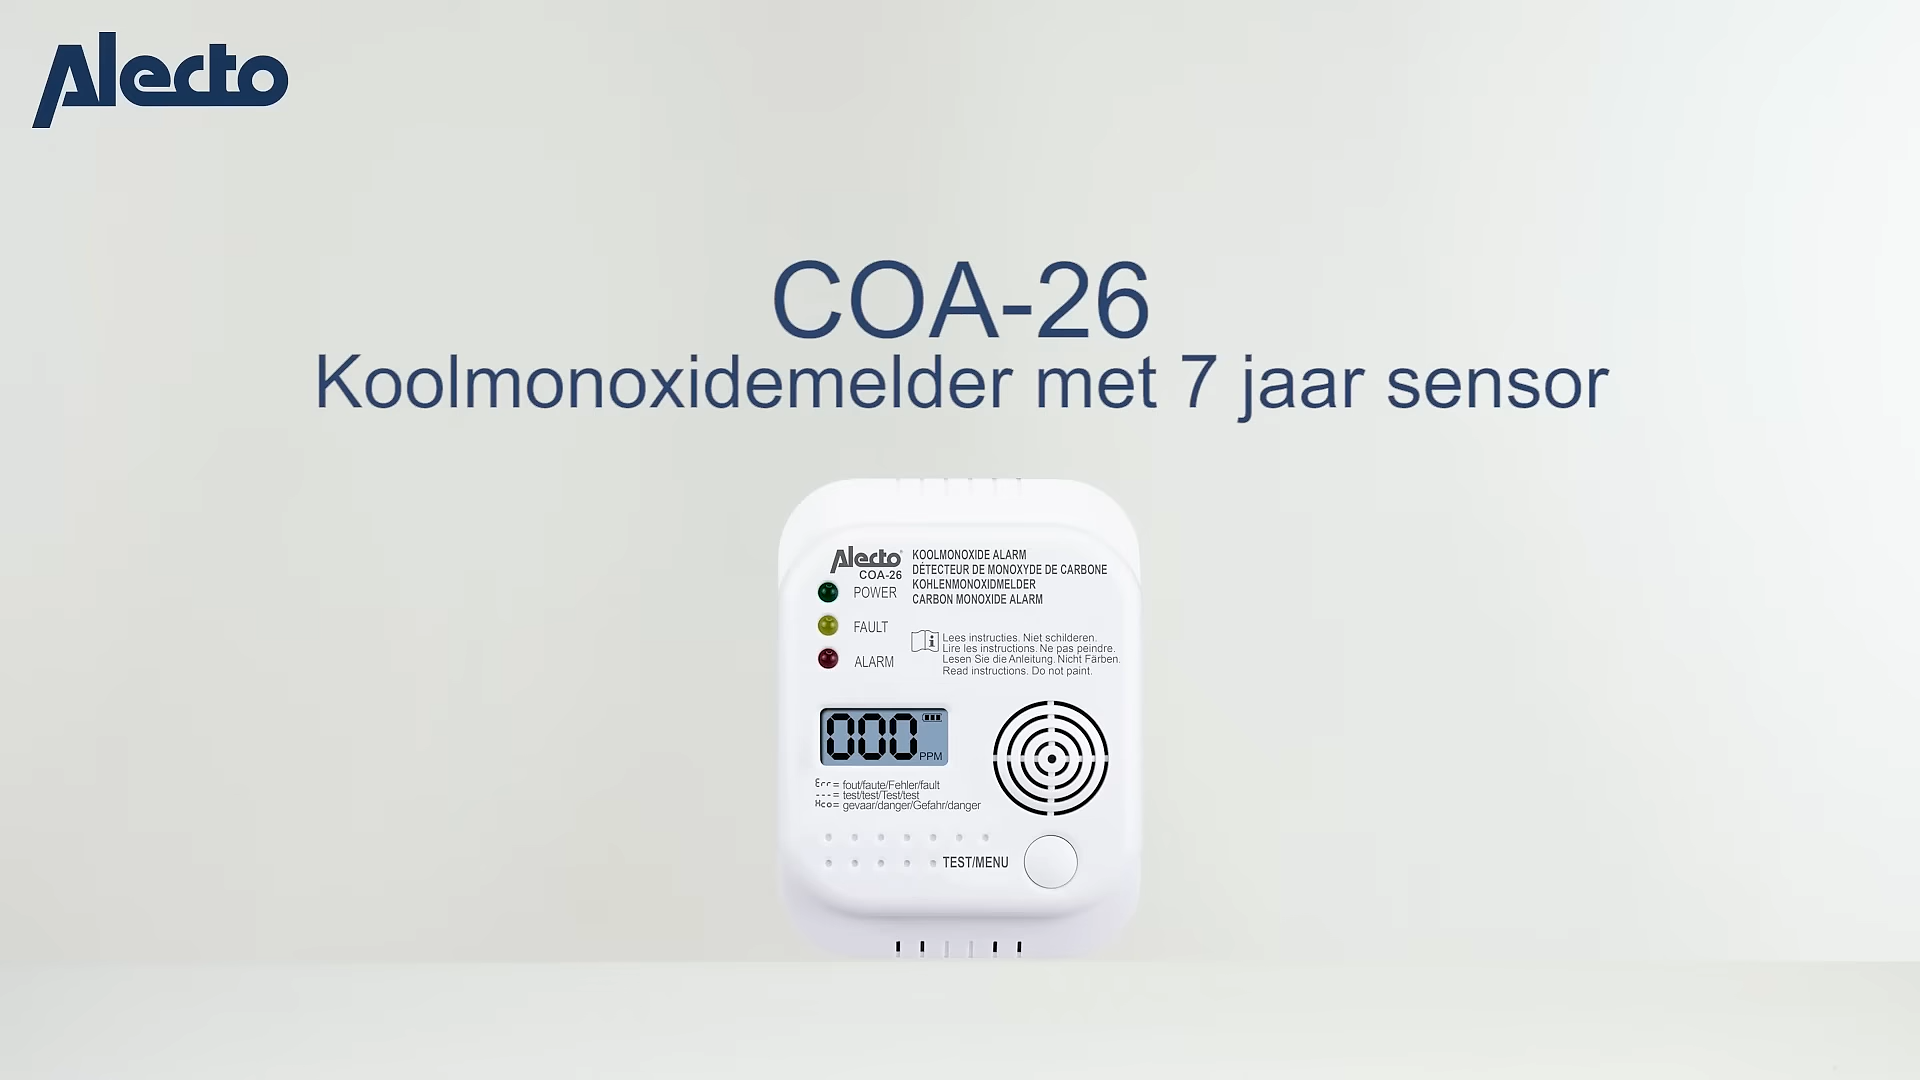 Alecto
COA-26
Koolmonoxidemelder met 7 jaar sensor
Alecto
COA-26
KOOLMONOXIDE ALARM
DÉTECTEUR DE MONOXYDE DE CARBONE
KOHLENMONOXIDMELDER
CARBON MONOXIDE ALARM
POWER
FAULT
ALARM
Lees instructies. Niet schilderen.
Lire les instructions. Ne pas peindre.
Lesen Sie die Anleitung. Nicht Färben.
Read instructions. Do not paint.
000 PPM
Err= fout/faute/Fehler/fault
---= test/test/Test/test
Hco= gevaar/danger/Gefahr/danger
TEST/MENU